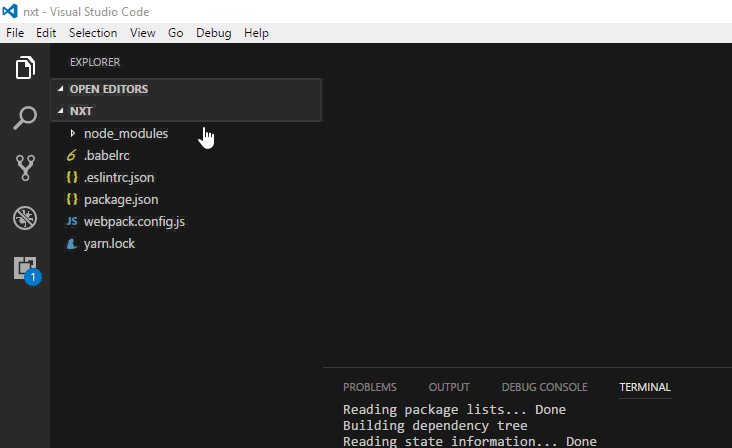 nxt - Visual Studio Code
File Edit Selection View Go Debug Help
EXPLORER
OPEN EDITORS
NXT
node_modules
.babelrc
.eslintrc.json
package.json
JS webpack.config.js
yarn.lock
1
PROBLEMS OUTPUT DEBUG CONSOLE TERMINAL
Reading package lists... Done
Building dependency tree
Reading state information... Done